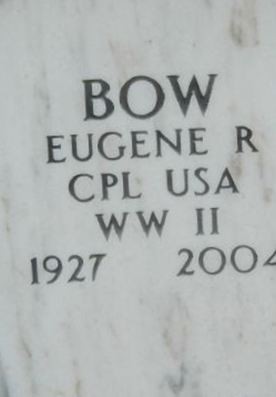 BOW
EUGENE R
CPL USA
WW II
1927 2004